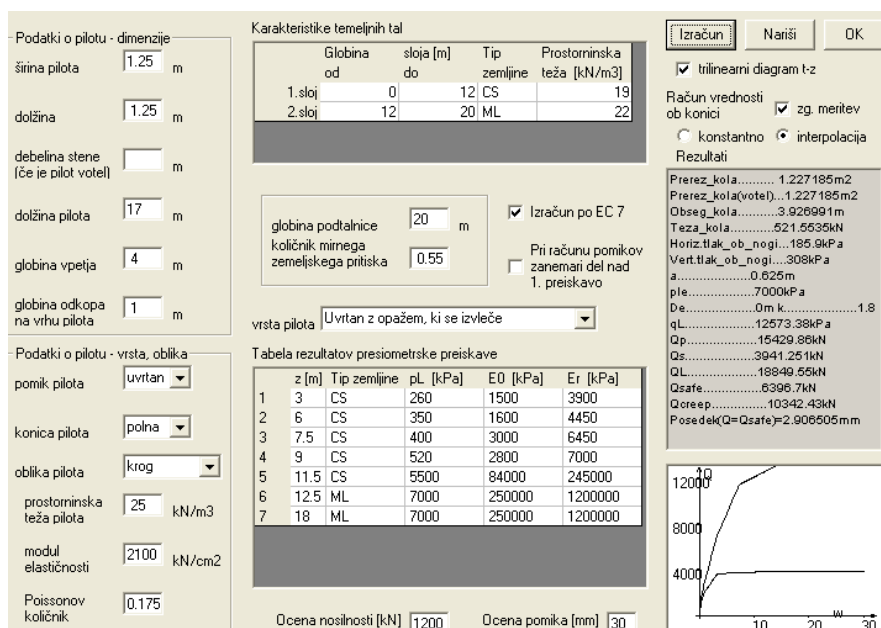 Podatki o pilotu - dimenzije
širina pilota 1.25 m
dolžina 1.25 m
debelina stene
(če je pilot votel) m
dolžina pilota 17 m
globina vpetja 4 m
globina odkopa
na vrhu pilota 1 m
Podatki o pilotu - vrsta, oblika
pomik pilota uvrtan
konica pilota polna
oblika pilota krog
prostorninska
teža pilota 25 kN/m3
modul
elastičnosti 2100 kN/cm2
Poissonov
količnik 0.175
Karakteristike temeljnih tal
Globina sloja [m] Tip Prostorninska
od do zemljine teža [kN/m3]
1.sloj 0 12 CS 19
2.sloj 12 20 ML 22
globina podtalnice 20 m
količnik mirnega
zemeljskega pritiska 0.55
Izračun po EC 7
Pri računu pomikov
zanemari del nad
1. preiskavo
vrsta pilota Uvrtan z opažem, ki se izvleče
Tabela rezultatov presiometrske preiskave
z [m] Tip zemljine pL [kPa] E0 [kPa] Er [kPa]
1 3 CS 260 1500 3900
2 6 CS 350 1600 4450
3 7.5 CS 400 3000 6450
4 9 CS 520 2800 7000
5 11.5 CS 5500 84000 245000
6 12.5 ML 7000 250000 1200000
7 18 ML 7000 250000 1200000
Ocena nosilnosti [kN] 1200 Ocena pomika [mm] 30
Izračun Nariši OK
trilinearni diagram t-z
Račun vrednosti
ob konici zg. meritev
konstantno interpolacija
Rezultati
Prerez_kola.......... 1.227185m2
Prerez_kola(votel)...1.227185m2
Obseg_kola..........3.926991m
Teza_kola............521.5535kN
Horiz.tlak_ob_nogi...185.9kPa
Vert.tlak_ob_nogi...308kPa
a.....................0.625m
ple...................7000kPa
De....................0m k.....................1.8
qL...................12573.38kPa
Qp...................15429.86kN
Qs...................3941.251kN
QL...................18849.55kN
Qsafe..............6396.7kN
Qcreep............10342.43kN
Posedek(Q=Qsafe)=2.906505mm
12000 Q
8000
4000
w
10 20 30